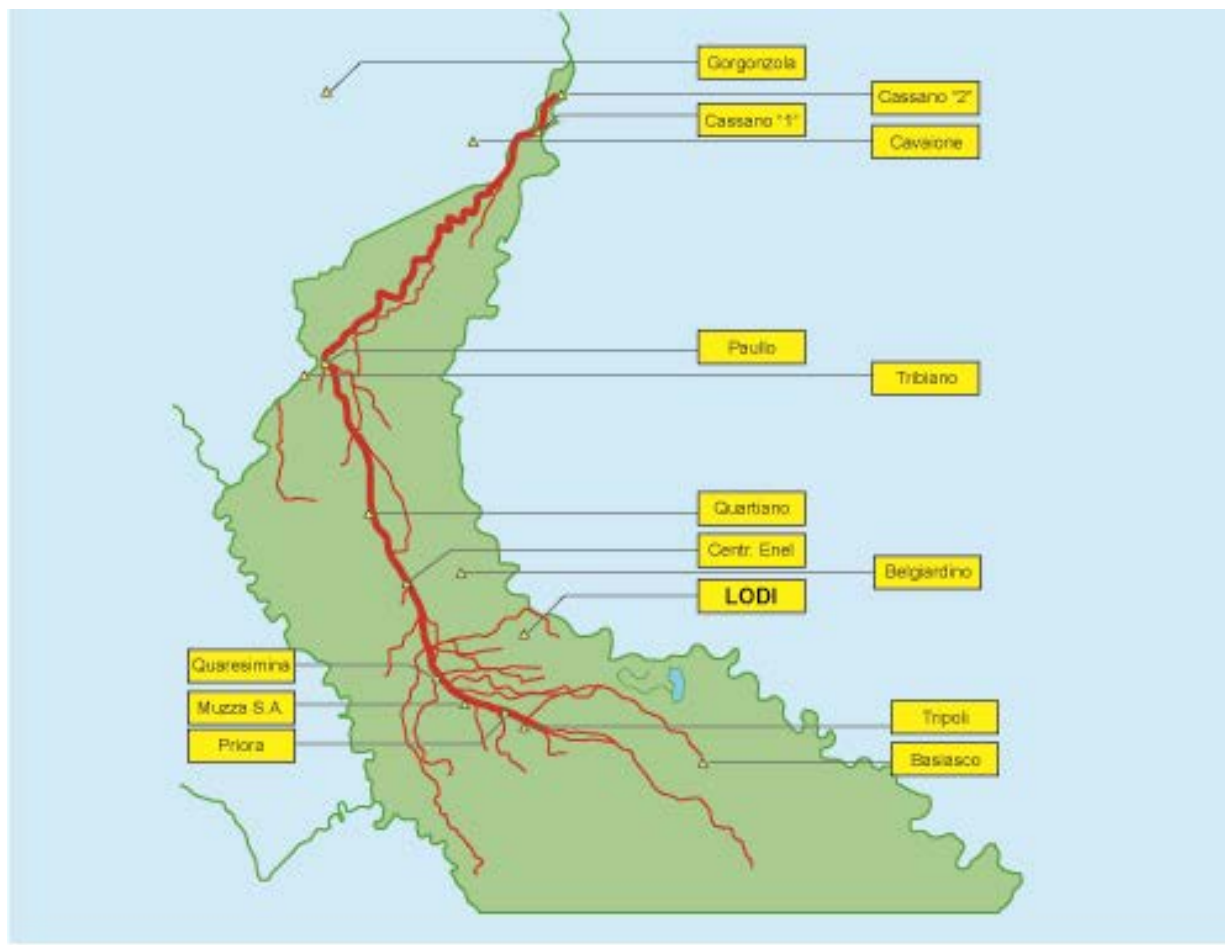 Gorgonzola
Cassano "2"
Cassano "1"
Cavaione
Paullo
Tribiano
Quartiano
Centr. Enel
Belgiardino
LODI
Quaresimina
Muzza S.A.
Priora
Tripoli
Basiasco